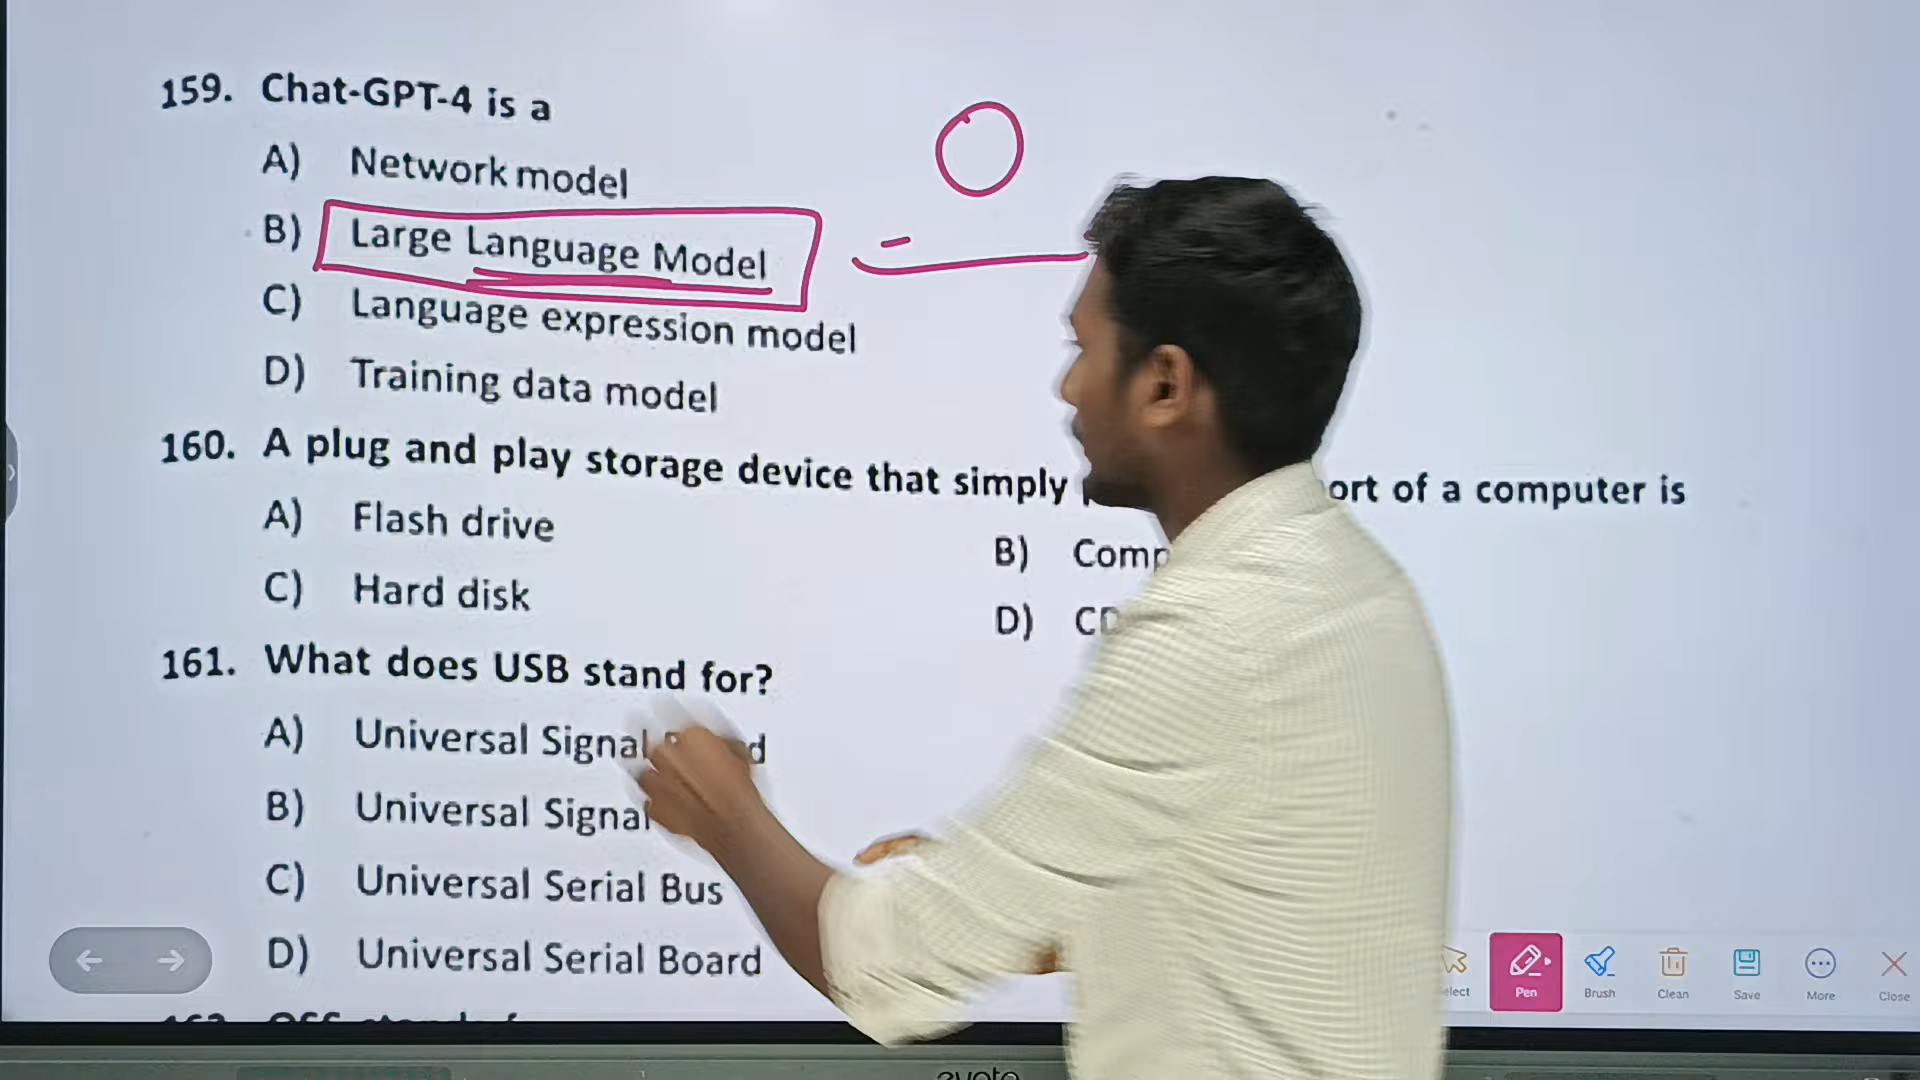 159. Chat-GPT-4 is a
A) Network model
B) Large Language Model
C) Language expression model
D) Training data model
160. A plug and play storage device that simply ort of a computer is
A) Flash drive
B) Comp
C) Hard disk
D) CD
161. What does USB stand for?
A) Universal Signal
B) Universal Signal
C) Universal Serial Bus
D) Universal Serial Board
elect Pen Brush Clean Save More Close